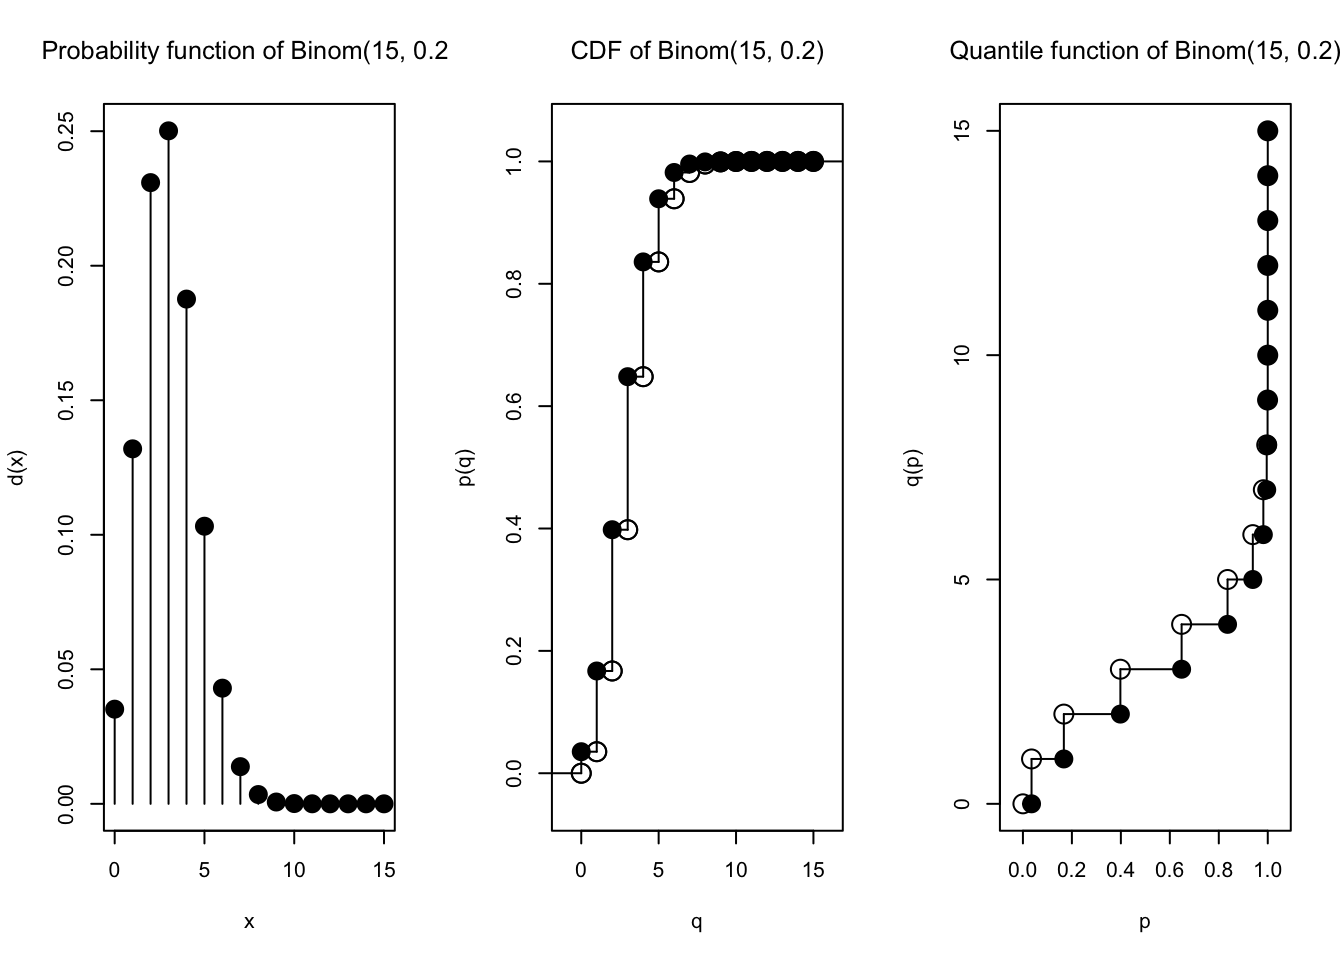 Probability function of Binom(15, 0.2
d(x)
0.25
0.20
0.15
0.10
0.05
0.00
0 5 10 15
x
CDF of Binom(15, 0.2)
p(q)
1.0
0.8
0.6
0.4
0.2
0.0
0 5 10 15
q
Quantile function of Binom(15, 0.2)
q(p)
15
10
5
0
0.0 0.2 0.4 0.6 0.8 1.0
p